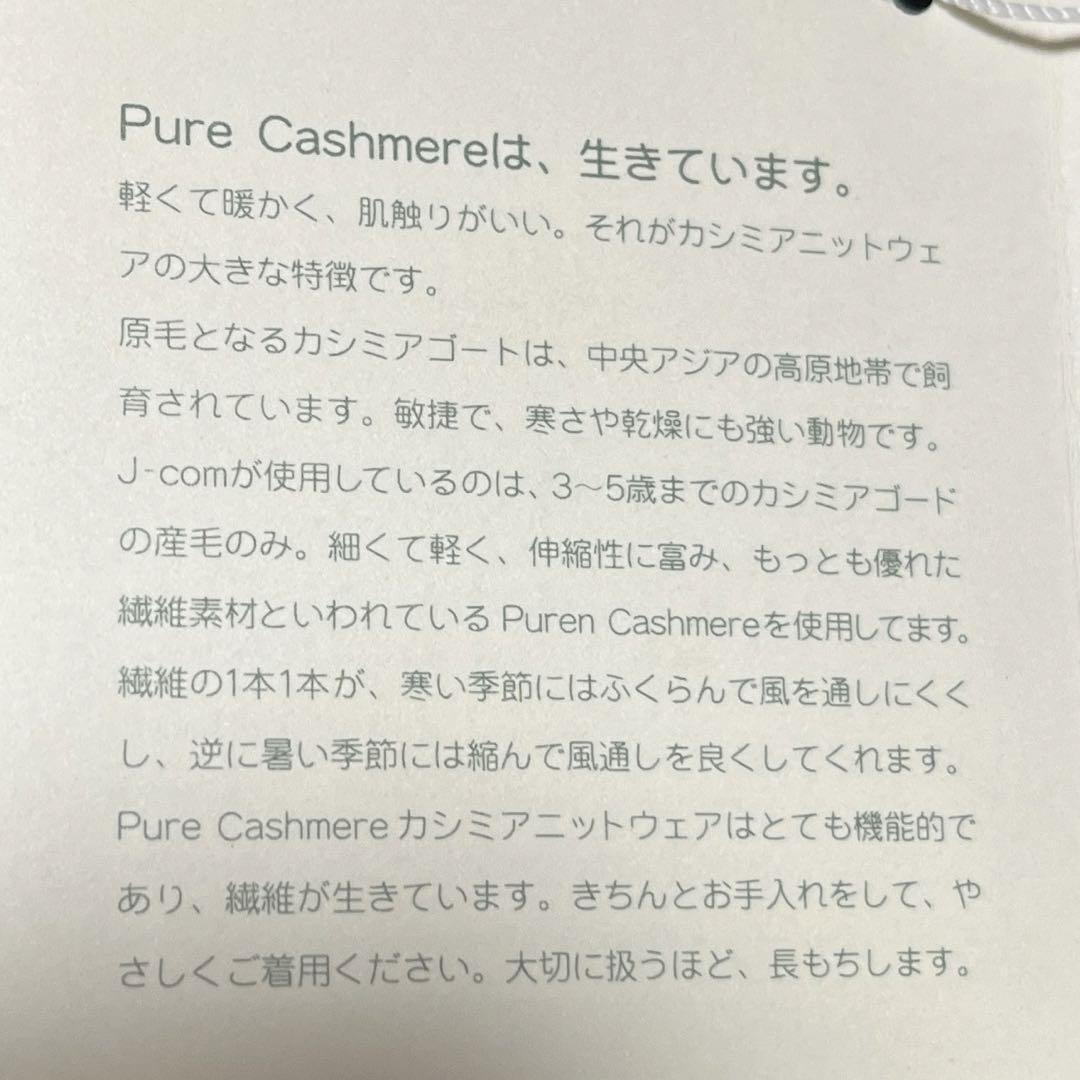 Pure Cashmereは、生きています。
軽くて暖かく、肌触りがいい。それがカシミアニットウェ
アの大きな特徴です。
原毛となるカシミアゴートは、中央アジアの高原地帯で飼
育されています。敏捷で、寒さや乾燥にも強い動物です。
J-comが使用しているのは、3～5歳までのカシミアゴード
の産毛のみ。細くて軽く、伸縮性に富み、もっとも優れた
繊維素材といわれているPuren Cashmereを使用してます。
繊維の1本1本が、寒い季節にはふくらんで風を通しにくく
し、逆に暑い季節には縮んで風通しを良くしてくれます。
Pure Cashmereカシミアニットウェアはとても機能的で
あり、繊維が生きています。きちんとお手入れをして、や
さしくご着用ください。大切に扱うほど、長もちします。